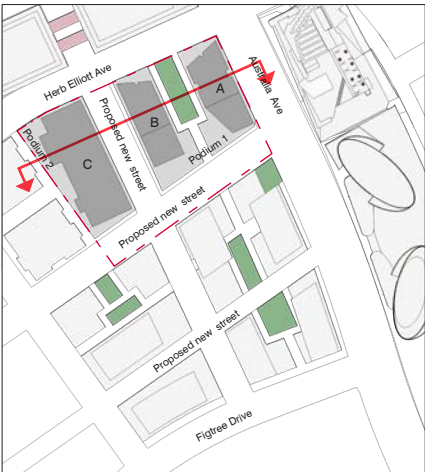 Herb Elliott Ave
Australia Ave
A
B
C
Proposed new street
Podium 1
Podium 2
Proposed new street
Proposed new street
Figtree Drive